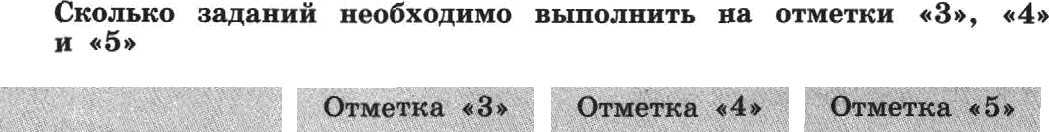 Сколько заданий необходимо выполнить на отметки «3», «4»
и «5»
Отметка «3» Отметка «4» Отметка «5»